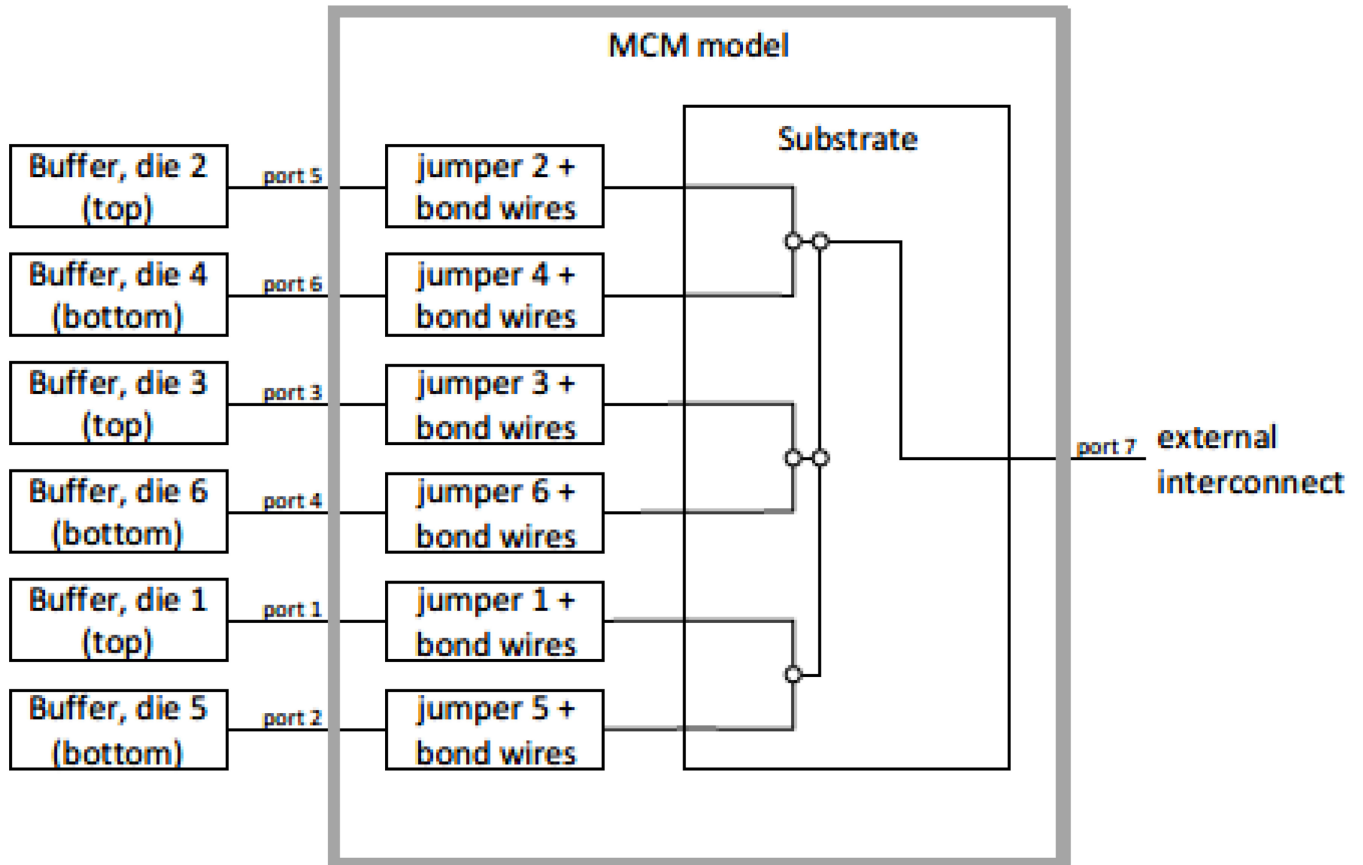 MCM model
Substrate
Buffer, die 2
(top)
port 5
jumper 2 +
bond wires
Buffer, die 4
(bottom)
port 6
jumper 4 +
bond wires
Buffer, die 3
(top)
port 3
jumper 3 +
bond wires
Buffer, die 6
(bottom)
port 4
jumper 6 +
bond wires
Buffer, die 1
(top)
port 1
jumper 1 +
bond wires
Buffer, die 5
(bottom)
port 2
jumper 5 +
bond wires
port 7
external
interconnect